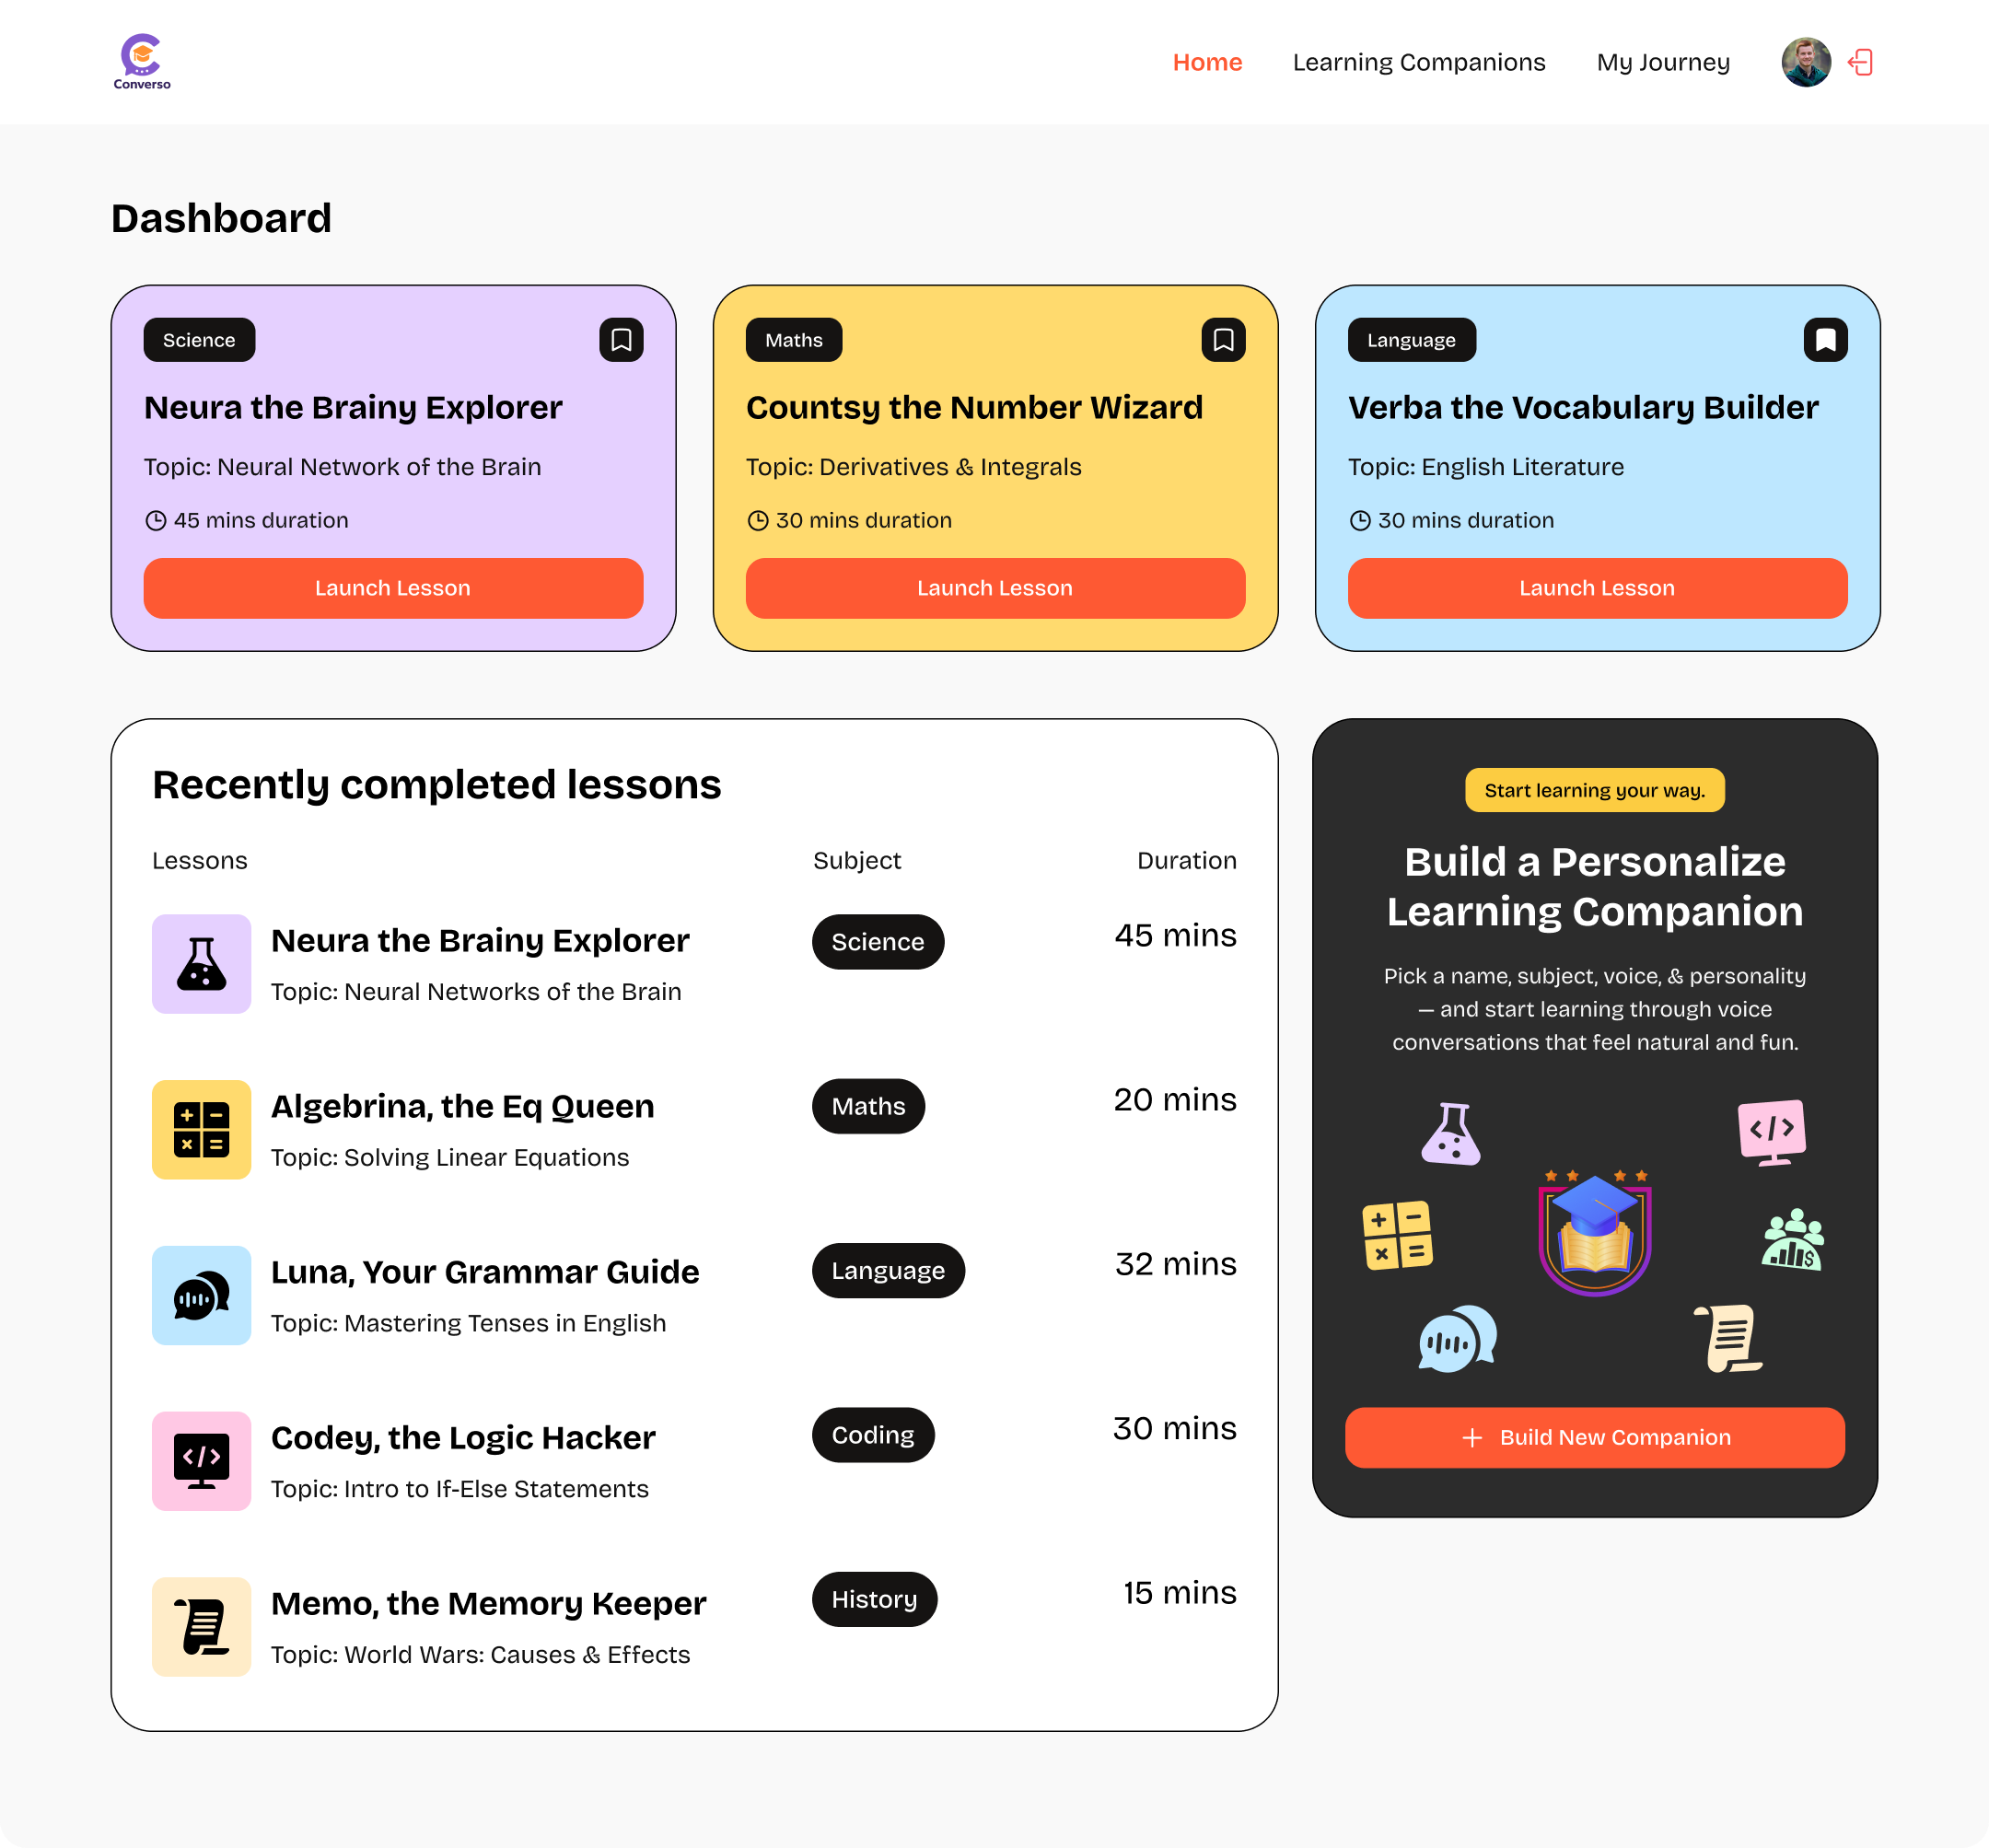 Converso
Home
Learning Companions
My Journey
Dashboard
Science
Neura the Brainy Explorer
Topic: Neural Network of the Brain
45 mins duration
Launch Lesson
Maths
Countsy the Number Wizard
Topic: Derivatives & Integrals
30 mins duration
Launch Lesson
Language
Verba the Vocabulary Builder
Topic: English Literature
30 mins duration
Launch Lesson
Recently completed lessons
Lessons
Subject
Duration
Neura the Brainy Explorer
Topic: Neural Networks of the Brain
Science
45 mins
Algebrina, the Eq Queen
Topic: Solving Linear Equations
Maths
20 mins
Luna, Your Grammar Guide
Topic: Mastering Tenses in English
Language
32 mins
Codey, the Logic Hacker
Topic: Intro to If-Else Statements
Coding
30 mins
Memo, the Memory Keeper
Topic: World Wars: Causes & Effects
History
15 mins
Start learning your way.
Build a Personalize
Learning Companion
Pick a name, subject, voice, & personality
— and start learning through voice
conversations that feel natural and fun.
Build New Companion